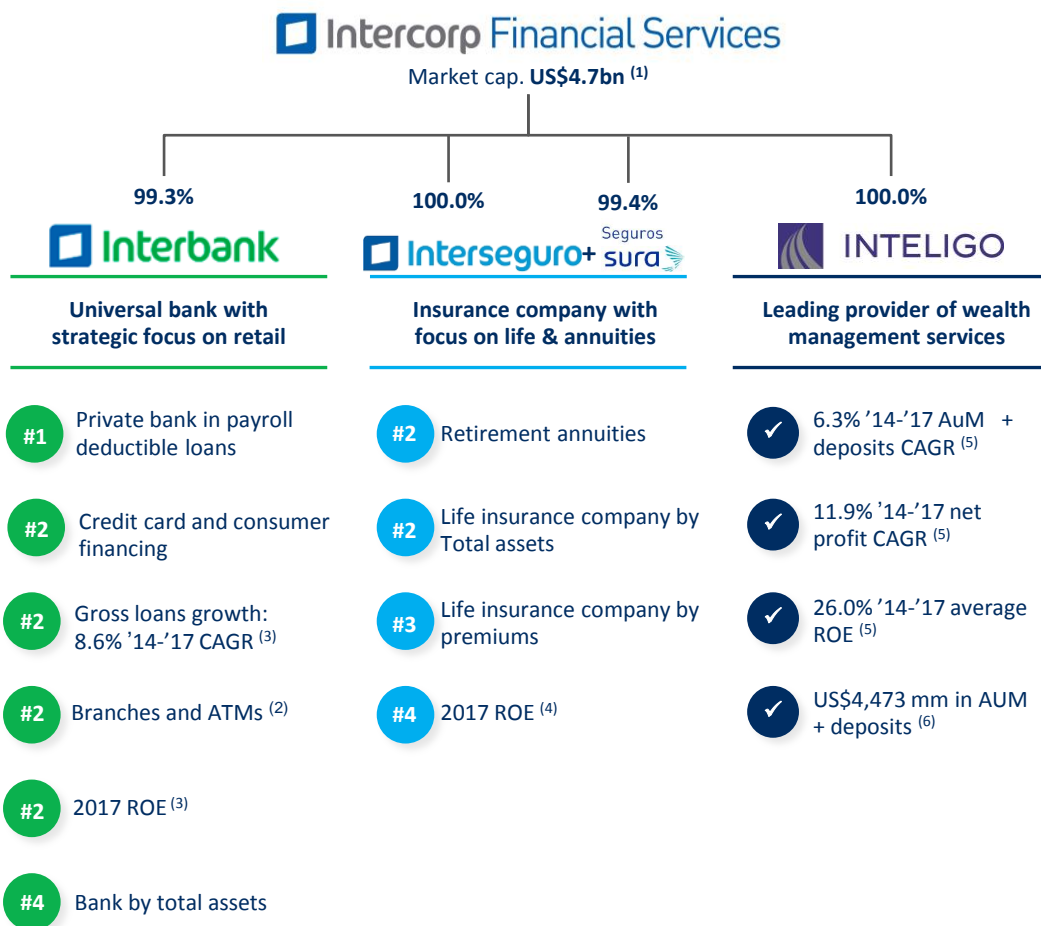 Intercorp Financial Services
Market cap. US$4.7bn (1)
99.3%
Interbank
Universal bank with
strategic focus on retail
#1
Private bank in payroll
deductible loans
#2
Credit card and consumer
financing
#2
Gross loans growth:
8.6% ’14-’17 CAGR (3)
#2
Branches and ATMs (2)
#2
2017 ROE (3)
#4
Bank by total assets
100.0%
99.4%
Interseguro+
Seguros
sura
Insurance company with
focus on life & annuities
#2
Retirement annuities
#2
Life insurance company by
Total assets
#3
Life insurance company by
premiums
#4
2017 ROE (4)
100.0%
INTELIGO
Leading provider of wealth
management services
✓
6.3% ’14-’17 AuM +
deposits CAGR (5)
✓
11.9% ’14-’17 net
profit CAGR (5)
✓
26.0% ’14-’17 average
ROE (5)
✓
US$4,473 mm in AUM
+ deposits (6)